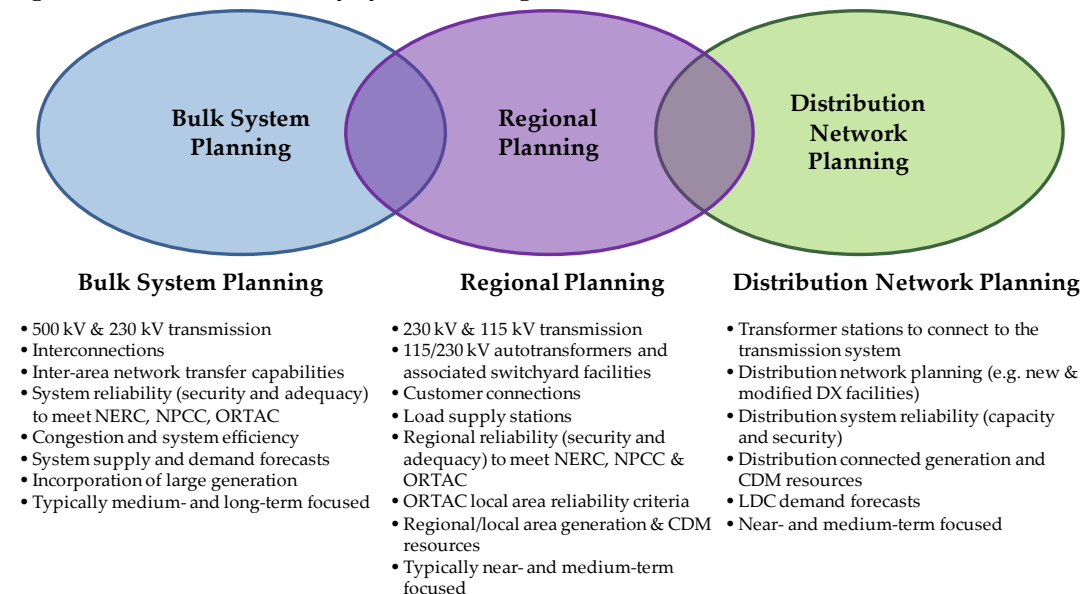 Bulk System
Planning
Regional
Planning
Distribution
Network
Planning
Bulk System Planning
• 500 kV & 230 kV transmission
• Interconnections
• Inter-area network transfer capabilities
• System reliability (security and adequacy)
to meet NERC, NPCC, ORTAC
• Congestion and system efficiency
• System supply and demand forecasts
• Incorporation of large generation
• Typically medium- and long-term focused
Regional Planning
• 230 kV & 115 kV transmission
• 115/230 kV autotransformers and
associated switchyard facilities
• Customer connections
• Load supply stations
• Regional reliability (security and
adequacy) to meet NERC, NPCC &
ORTAC
• ORTAC local area reliability criteria
• Regional/local area generation & CDM
resources
• Typically near- and medium-term
focused
Distribution Network Planning
• Transformer stations to connect to the
transmission system
• Distribution network planning (e.g. new &
modified DX facilities)
• Distribution system reliability (capacity
and security)
• Distribution connected generation and
CDM resources
• LDC demand forecasts
• Near- and medium-term focused